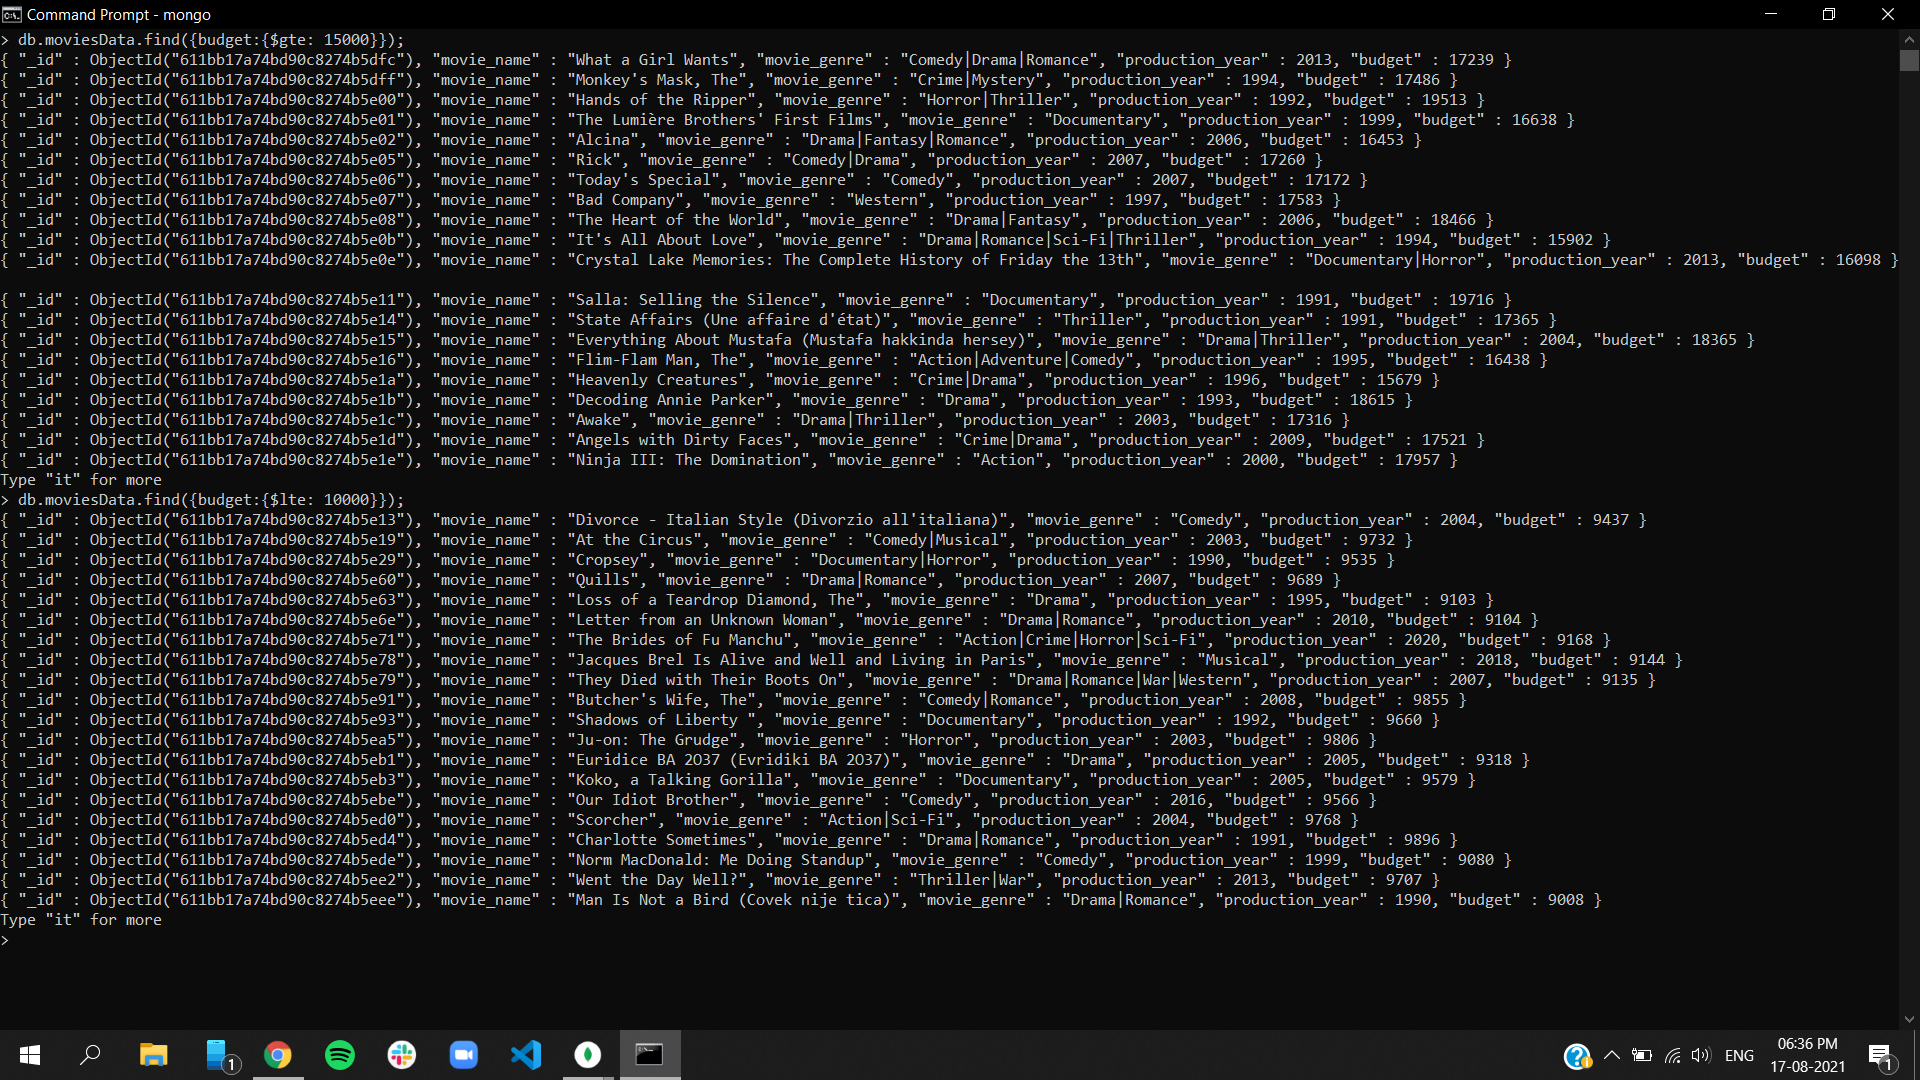 Command Prompt - mongo
> db.moviesData.find({budget:{$gte: 15000}});
{ "_id" : ObjectId("611bb17a74bd90c8274b5dfc"), "movie_name" : "What a Girl Wants", "movie_genre" : "Comedy|Drama|Romance", "production_year" : 2013, "budget" : 17239 }
{ "_id" : ObjectId("611bb17a74bd90c8274b5dff"), "movie_name" : "Monkey's Mask, The", "movie_genre" : "Crime|Mystery", "production_year" : 1994, "budget" : 17486 }
{ "_id" : ObjectId("611bb17a74bd90c8274b5e00"), "movie_name" : "Hands of the Ripper", "movie_genre" : "Horror|Thriller", "production_year" : 1992, "budget" : 19513 }
{ "_id" : ObjectId("611bb17a74bd90c8274b5e01"), "movie_name" : "The Lumière Brothers' First Films", "movie_genre" : "Documentary", "production_year" : 1999, "budget" : 16638 }
{ "_id" : ObjectId("611bb17a74bd90c8274b5e02"), "movie_name" : "Alcina", "movie_genre" : "Drama|Fantasy|Romance", "production_year" : 2006, "budget" : 16453 }
{ "_id" : ObjectId("611bb17a74bd90c8274b5e05"), "movie_name" : "Rick", "movie_genre" : "Comedy|Drama", "production_year" : 2007, "budget" : 17260 }
{ "_id" : ObjectId("611bb17a74bd90c8274b5e06"), "movie_name" : "Today's Special", "movie_genre" : "Comedy", "production_year" : 2007, "budget" : 17172 }
{ "_id" : ObjectId("611bb17a74bd90c8274b5e07"), "movie_name" : "Bad Company", "movie_genre" : "Western", "production_year" : 1997, "budget" : 17583 }
{ "_id" : ObjectId("611bb17a74bd90c8274b5e08"), "movie_name" : "The Heart of the World", "movie_genre" : "Drama|Fantasy", "production_year" : 2006, "budget" : 18466 }
{ "_id" : ObjectId("611bb17a74bd90c8274b5e0b"), "movie_name" : "It's All About Love", "movie_genre" : "Drama|Romance|Sci-Fi|Thriller", "production_year" : 1994, "budget" : 15902 }
{ "_id" : ObjectId("611bb17a74bd90c8274b5e0e"), "movie_name" : "Crystal Lake Memories: The Complete History of Friday the 13th", "movie_genre" : "Documentary|Horror", "production_year" : 2013, "budget" : 16098 }
{ "_id" : ObjectId("611bb17a74bd90c8274b5e11"), "movie_name" : "Salla: Selling the Silence", "movie_genre" : "Documentary", "production_year" : 1991, "budget" : 19716 }
{ "_id" : ObjectId("611bb17a74bd90c8274b5e14"), "movie_name" : "State Affairs (Une affaire d'état)", "movie_genre" : "Thriller", "production_year" : 1991, "budget" : 17365 }
{ "_id" : ObjectId("611bb17a74bd90c8274b5e15"), "movie_name" : "Everything About Mustafa (Mustafa hakkinda hersey)", "movie_genre" : "Drama|Thriller", "production_year" : 2004, "budget" : 18365 }
{ "_id" : ObjectId("611bb17a74bd90c8274b5e16"), "movie_name" : "Flim-Flam Man, The", "movie_genre" : "Action|Adventure|Comedy", "production_year" : 1995, "budget" : 16438 }
{ "_id" : ObjectId("611bb17a74bd90c8274b5e1a"), "movie_name" : "Heavenly Creatures", "movie_genre" : "Crime|Drama", "production_year" : 1996, "budget" : 15679 }
{ "_id" : ObjectId("611bb17a74bd90c8274b5e1b"), "movie_name" : "Decoding Annie Parker", "movie_genre" : "Drama", "production_year" : 1993, "budget" : 18615 }
{ "_id" : ObjectId("611bb17a74bd90c8274b5e1c"), "movie_name" : "Awake", "movie_genre" : "Drama|Thriller", "production_year" : 2003, "budget" : 17316 }
{ "_id" : ObjectId("611bb17a74bd90c8274b5e1d"), "movie_name" : "Angels with Dirty Faces", "movie_genre" : "Crime|Drama", "production_year" : 2009, "budget" : 17521 }
{ "_id" : ObjectId("611bb17a74bd90c8274b5e1e"), "movie_name" : "Ninja III: The Domination", "movie_genre" : "Action", "production_year" : 2000, "budget" : 17957 }
Type "it" for more
> db.moviesData.find({budget:{$lte: 10000}});
{ "_id" : ObjectId("611bb17a74bd90c8274b5e13"), "movie_name" : "Divorce - Italian Style (Divorzio all'italiana)", "movie_genre" : "Comedy", "production_year" : 2004, "budget" : 9437 }
{ "_id" : ObjectId("611bb17a74bd90c8274b5e19"), "movie_name" : "At the Circus", "movie_genre" : "Comedy|Musical", "production_year" : 2003, "budget" : 9732 }
{ "_id" : ObjectId("611bb17a74bd90c8274b5e29"), "movie_name" : "Cropsey", "movie_genre" : "Documentary|Horror", "production_year" : 1990, "budget" : 9535 }
{ "_id" : ObjectId("611bb17a74bd90c8274b5e60"), "movie_name" : "Quills", "movie_genre" : "Drama|Romance", "production_year" : 2007, "budget" : 9689 }
{ "_id" : ObjectId("611bb17a74bd90c8274b5e63"), "movie_name" : "Loss of a Teardrop Diamond, The", "movie_genre" : "Drama", "production_year" : 1995, "budget" : 9103 }
{ "_id" : ObjectId("611bb17a74bd90c8274b5e6e"), "movie_name" : "Letter from an Unknown Woman", "movie_genre" : "Drama|Romance", "production_year" : 2010, "budget" : 9104 }
{ "_id" : ObjectId("611bb17a74bd90c8274b5e71"), "movie_name" : "The Brides of Fu Manchu", "movie_genre" : "Action|Crime|Horror|Sci-Fi", "production_year" : 2020, "budget" : 9168 }
{ "_id" : ObjectId("611bb17a74bd90c8274b5e78"), "movie_name" : "Jacques Brel Is Alive and Well and Living in Paris", "movie_genre" : "Musical", "production_year" : 2018, "budget" : 9144 }
{ "_id" : ObjectId("611bb17a74bd90c8274b5e79"), "movie_name" : "They Died with Their Boots On", "movie_genre" : "Drama|Romance|War|Western", "production_year" : 2007, "budget" : 9135 }
{ "_id" : ObjectId("611bb17a74bd90c8274b5e91"), "movie_name" : "Butcher's Wife, The", "movie_genre" : "Comedy|Romance", "production_year" : 2008, "budget" : 9855 }
{ "_id" : ObjectId("611bb17a74bd90c8274b5e93"), "movie_name" : "Shadows of Liberty ", "movie_genre" : "Documentary", "production_year" : 1992, "budget" : 9660 }
{ "_id" : ObjectId("611bb17a74bd90c8274b5ea5"), "movie_name" : "Ju-on: The Grudge", "movie_genre" : "Horror", "production_year" : 2003, "budget" : 9806 }
{ "_id" : ObjectId("611bb17a74bd90c8274b5eb1"), "movie_name" : "Euridice BA 2O37 (Evridiki BA 2O37)", "movie_genre" : "Drama", "production_year" : 2005, "budget" : 9318 }
{ "_id" : ObjectId("611bb17a74bd90c8274b5eb3"), "movie_name" : "Koko, a Talking Gorilla", "movie_genre" : "Documentary", "production_year" : 2005, "budget" : 9579 }
{ "_id" : ObjectId("611bb17a74bd90c8274b5ebe"), "movie_name" : "Our Idiot Brother", "movie_genre" : "Comedy", "production_year" : 2016, "budget" : 9566 }
{ "_id" : ObjectId("611bb17a74bd90c8274b5ed0"), "movie_name" : "Scorcher", "movie_genre" : "Action|Sci-Fi", "production_year" : 2004, "budget" : 9768 }
{ "_id" : ObjectId("611bb17a74bd90c8274b5ed4"), "movie_name" : "Charlotte Sometimes", "movie_genre" : "Drama|Romance", "production_year" : 1991, "budget" : 9896 }
{ "_id" : ObjectId("611bb17a74bd90c8274b5ede"), "movie_name" : "Norm MacDonald: Me Doing Standup", "movie_genre" : "Comedy", "production_year" : 1999, "budget" : 9080 }
{ "_id" : ObjectId("611bb17a74bd90c8274b5ee2"), "movie_name" : "Went the Day Well?", "movie_genre" : "Thriller|War", "production_year" : 2013, "budget" : 9707 }
{ "_id" : ObjectId("611bb17a74bd90c8274b5eee"), "movie_name" : "Man Is Not a Bird (Covek nije tica)", "movie_genre" : "Drama|Romance", "production_year" : 1990, "budget" : 9008 }
Type "it" for more
>
1
ENG
06:36 PM
17-08-2021
1